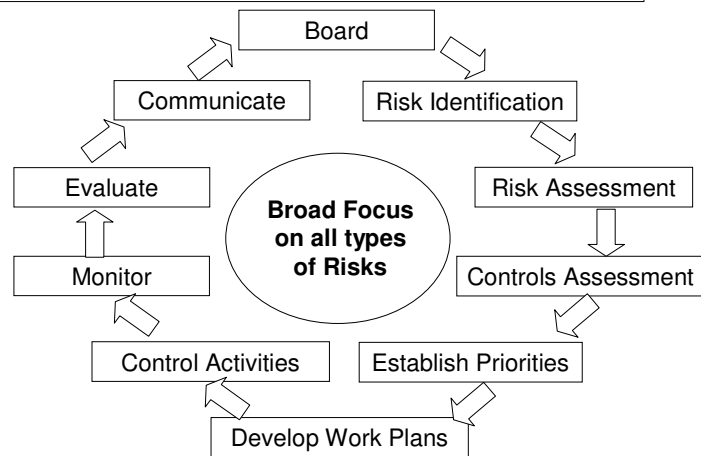 Board
Risk Identification
Risk Assessment
Controls Assessment
Establish Priorities
Develop Work Plans
Control Activities
Monitor
Evaluate
Communicate
Broad Focus
on all types
of Risks